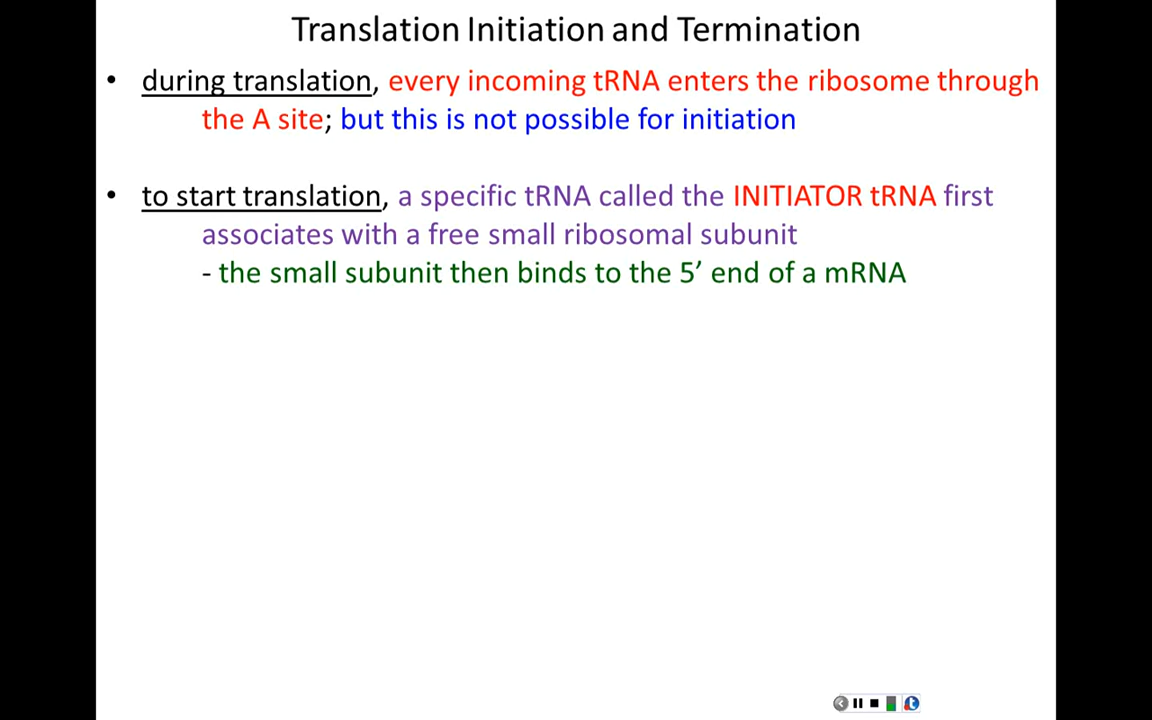 Translation Initiation and Termination
• during translation, every incoming tRNA enters the ribosome through
the A site; but this is not possible for initiation
• to start translation, a specific tRNA called the INITIATOR tRNA first
associates with a free small ribosomal subunit
- the small subunit then binds to the 5’ end of a mRNA